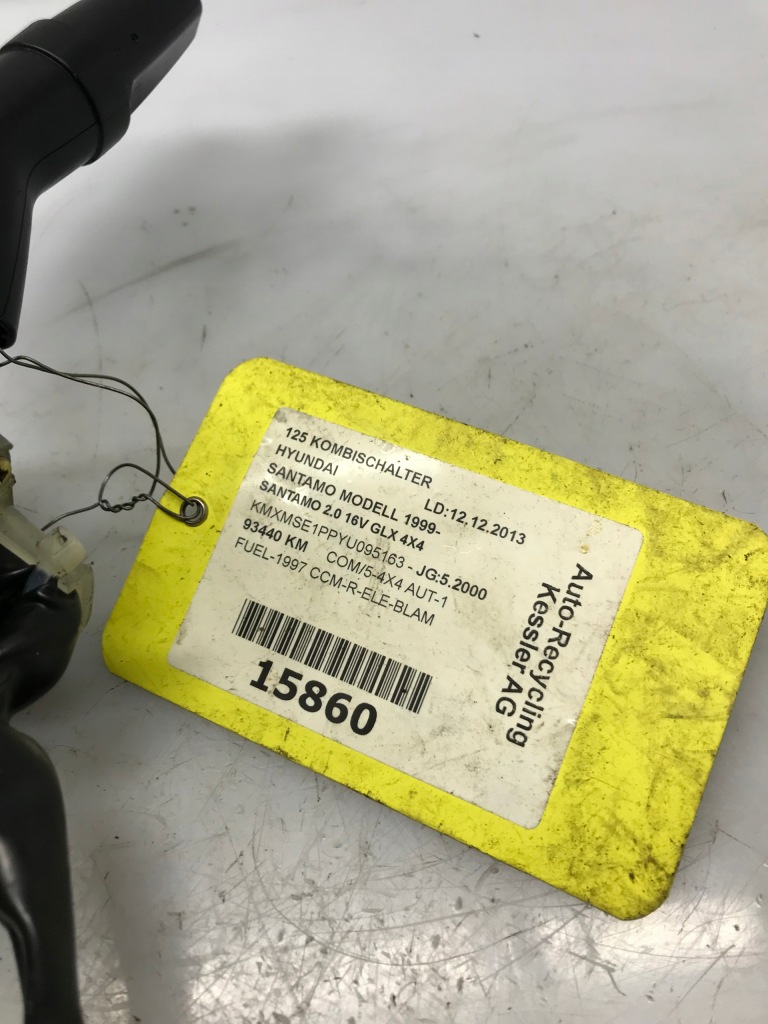 125 KOMBISCHALTER
HYUNDAI LD:12.12.2013
SANTAMO MODELL 1999-
SANTAMO 2.0 16V GLX 4X4
KMXMSE1PPYU095163 - JG:5.2000
93440 KM COM/5-4X4 AUT-1
FUEL-1997 CCM-R-ELE-BLAM
15860
Auto-Recycling
Kessler AG